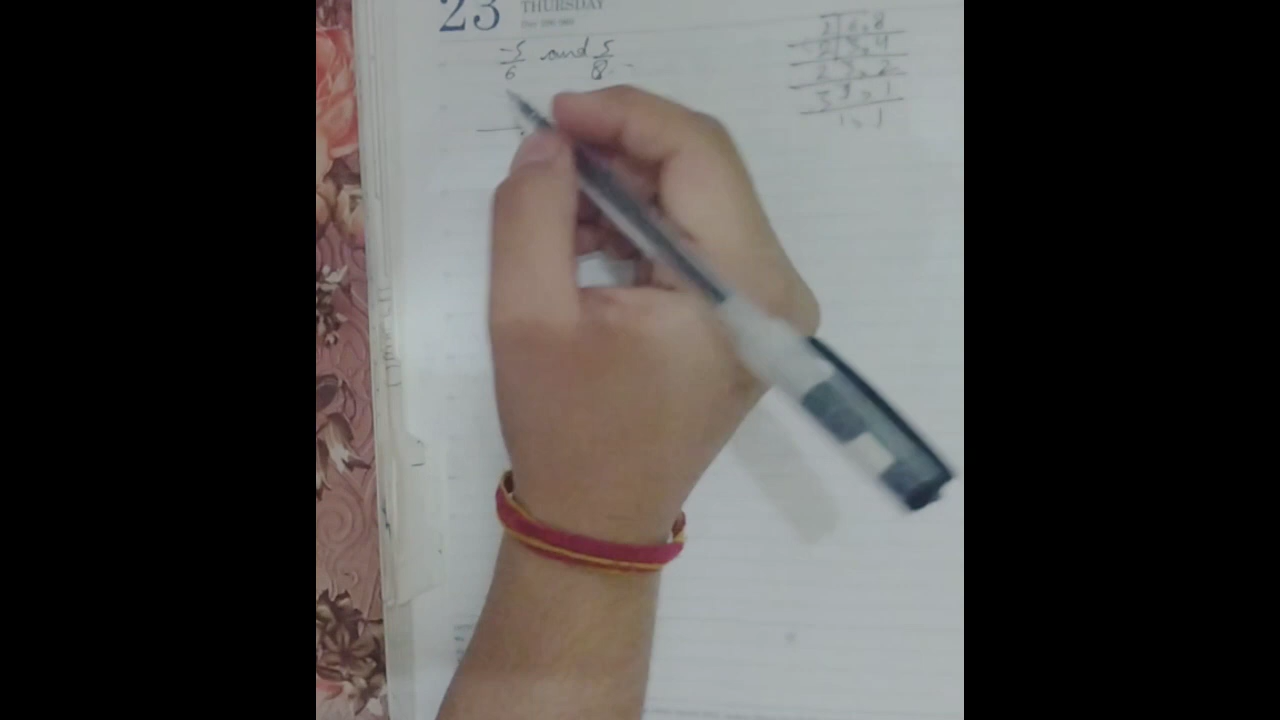 23 THURSDAY
-5/6 and 5/8
2 | 6, 8
2 | 3, 4
2 3, 2
3 3, 1
1, 1